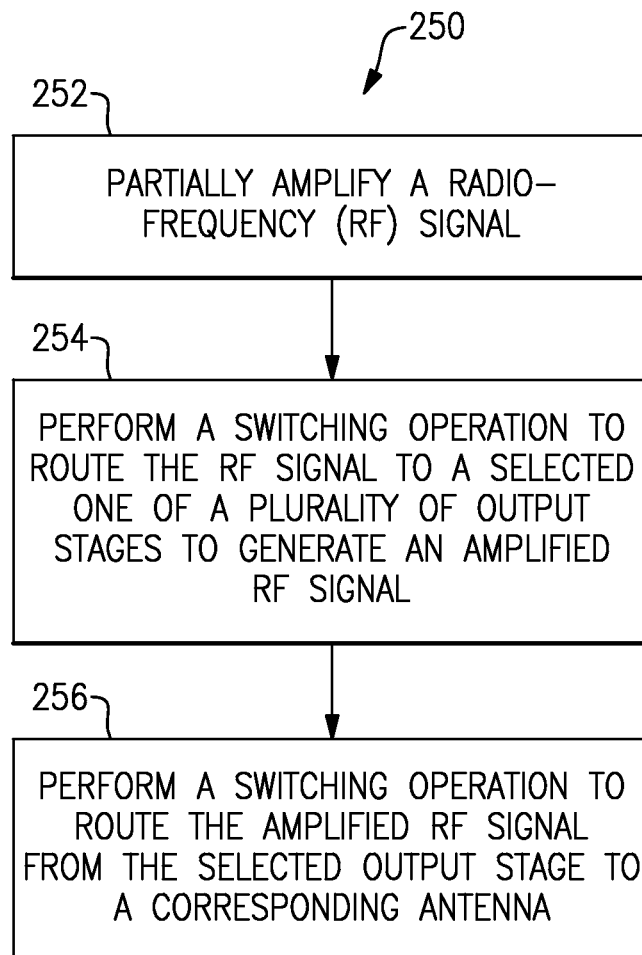 250
252
PARTIALLY AMPLIFY A RADIO-
FREQUENCY (RF) SIGNAL
254
PERFORM A SWITCHING OPERATION TO
ROUTE THE RF SIGNAL TO A SELECTED
ONE OF A PLURALITY OF OUTPUT
STAGES TO GENERATE AN AMPLIFIED
RF SIGNAL
256
PERFORM A SWITCHING OPERATION TO
ROUTE THE AMPLIFIED RF SIGNAL
FROM THE SELECTED OUTPUT STAGE TO
A CORRESPONDING ANTENNA